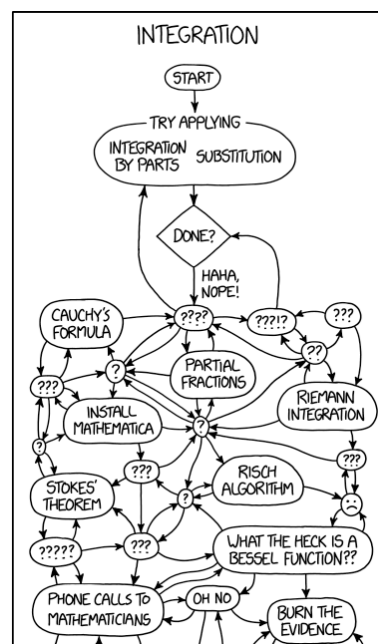 INTEGRATION
START
TRY APPLYING
INTEGRATION
BY PARTS
SUBSTITUTION
DONE?
HAHA,
NOPE!
CAUCHY'S
FORMULA
????
???!?
???
??
???
?
PARTIAL
FRACTIONS
RIEMANN
INTEGRATION
INSTALL
MATHEMATICA
?
?
???
???
RISCH
ALGORITHM
STOKES'
THEOREM
?
?????
???
WHAT THE HECK IS A
BESSEL FUNCTION??
PHONE CALLS TO
MATHEMATICIANS
OH NO
BURN THE
EVIDENCE